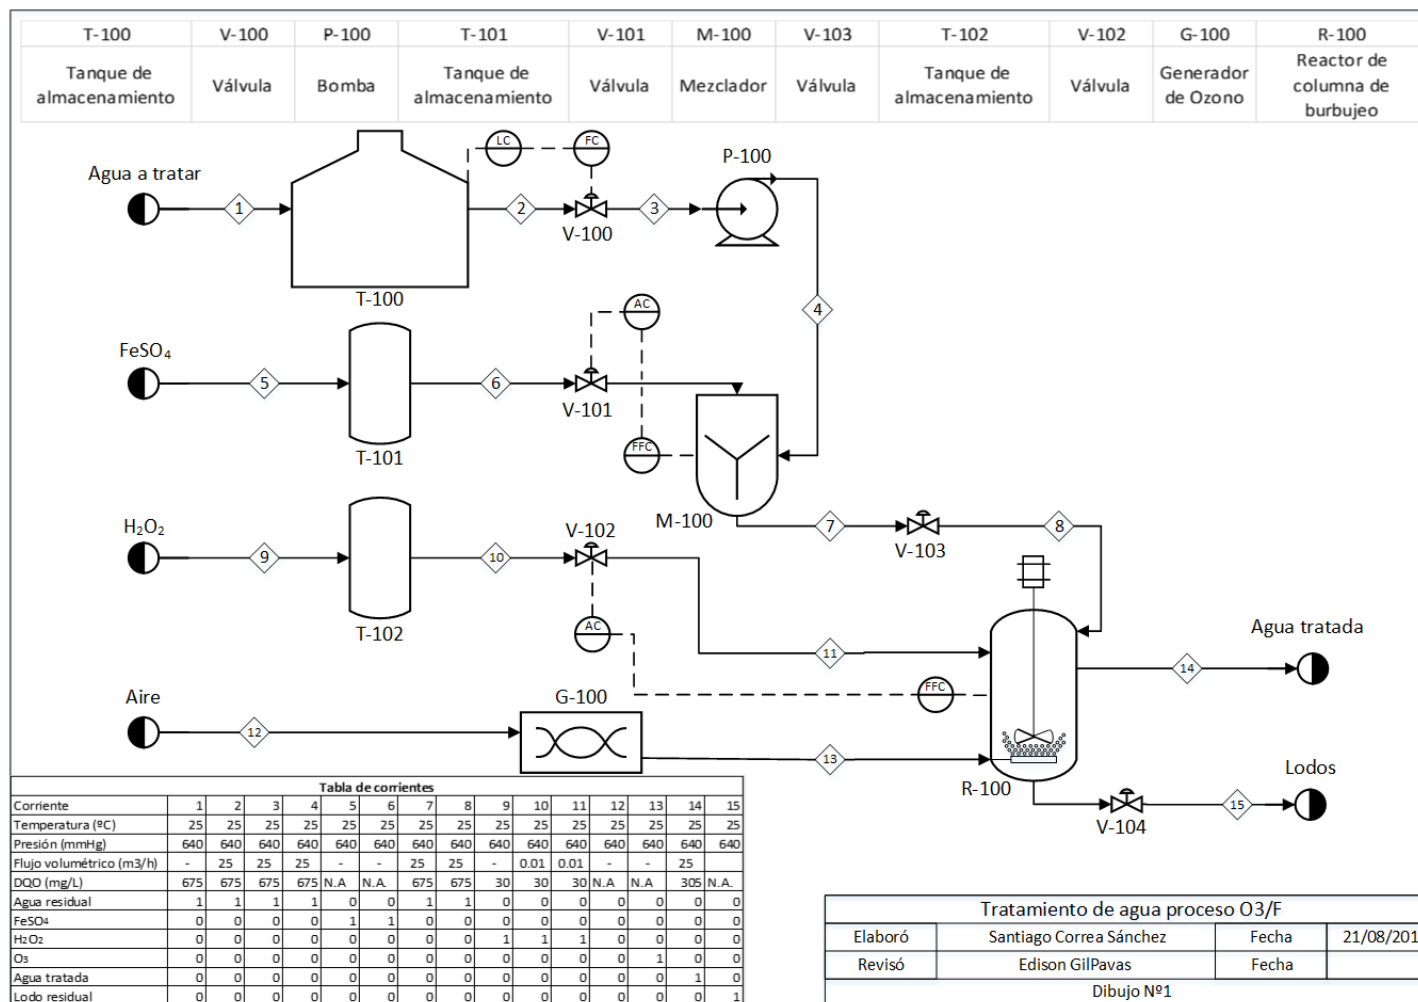 T-100 V-100 P-100 T-101 V-101 M-100 V-103 T-102 V-102 G-100 R-100
Tanque de almacenamiento Válvula Bomba Tanque de almacenamiento Válvula Mezclador Válvula Tanque de almacenamiento Válvula Generador de Ozono Reactor de columna de burbujeo
LC FC
P-100
Agua a tratar
1 2 3
V-100
T-100
AC
4
FeSO₄
5 6
V-101
FFC
T-101
M-100
H₂O₂
V-102
7 8
V-103
9 10
T-102
AC
Agua tratada
11
14
FFC
Aire
G-100
12
13
Lodos
R-100
15
V-104
Tabla de corrientes
Corriente 1 2 3 4 5 6 7 8 9 10 11 12 13 14 15
Temperatura (ºC) 25 25 25 25 25 25 25 25 25 25 25 25 25 25 25
Presión (mmHg) 640 640 640 640 640 640 640 640 640 640 640 640 640 640 640
Flujo volumétrico (m3/h) - 25 25 25 - - 25 25 - 0.01 0.01 - - 25
DQO (mg/L) 675 675 675 675 N.A N.A. 675 675 30 30 30 N.A N.A 305 N.A.
Agua residual 1 1 1 1 0 0 1 1 0 0 0 0 0 0 0
FeSO₄ 0 0 0 0 1 1 0 0 0 0 0 0 0 0 0
H₂O₂ 0 0 0 0 0 0 0 0 1 1 1 0 0 0 0
O₃ 0 0 0 0 0 0 0 0 0 0 0 0 1 0 0
Agua tratada 0 0 0 0 0 0 0 0 0 0 0 0 0 1 0
Lodo residual 0 0 0 0 0 0 0 0 0 0 0 0 0 0 1
Tratamiento de agua proceso O3/F
Elaboró Santiago Correa Sánchez Fecha 21/08/201
Revisó Edison GilPavas Fecha
Dibujo Nº1